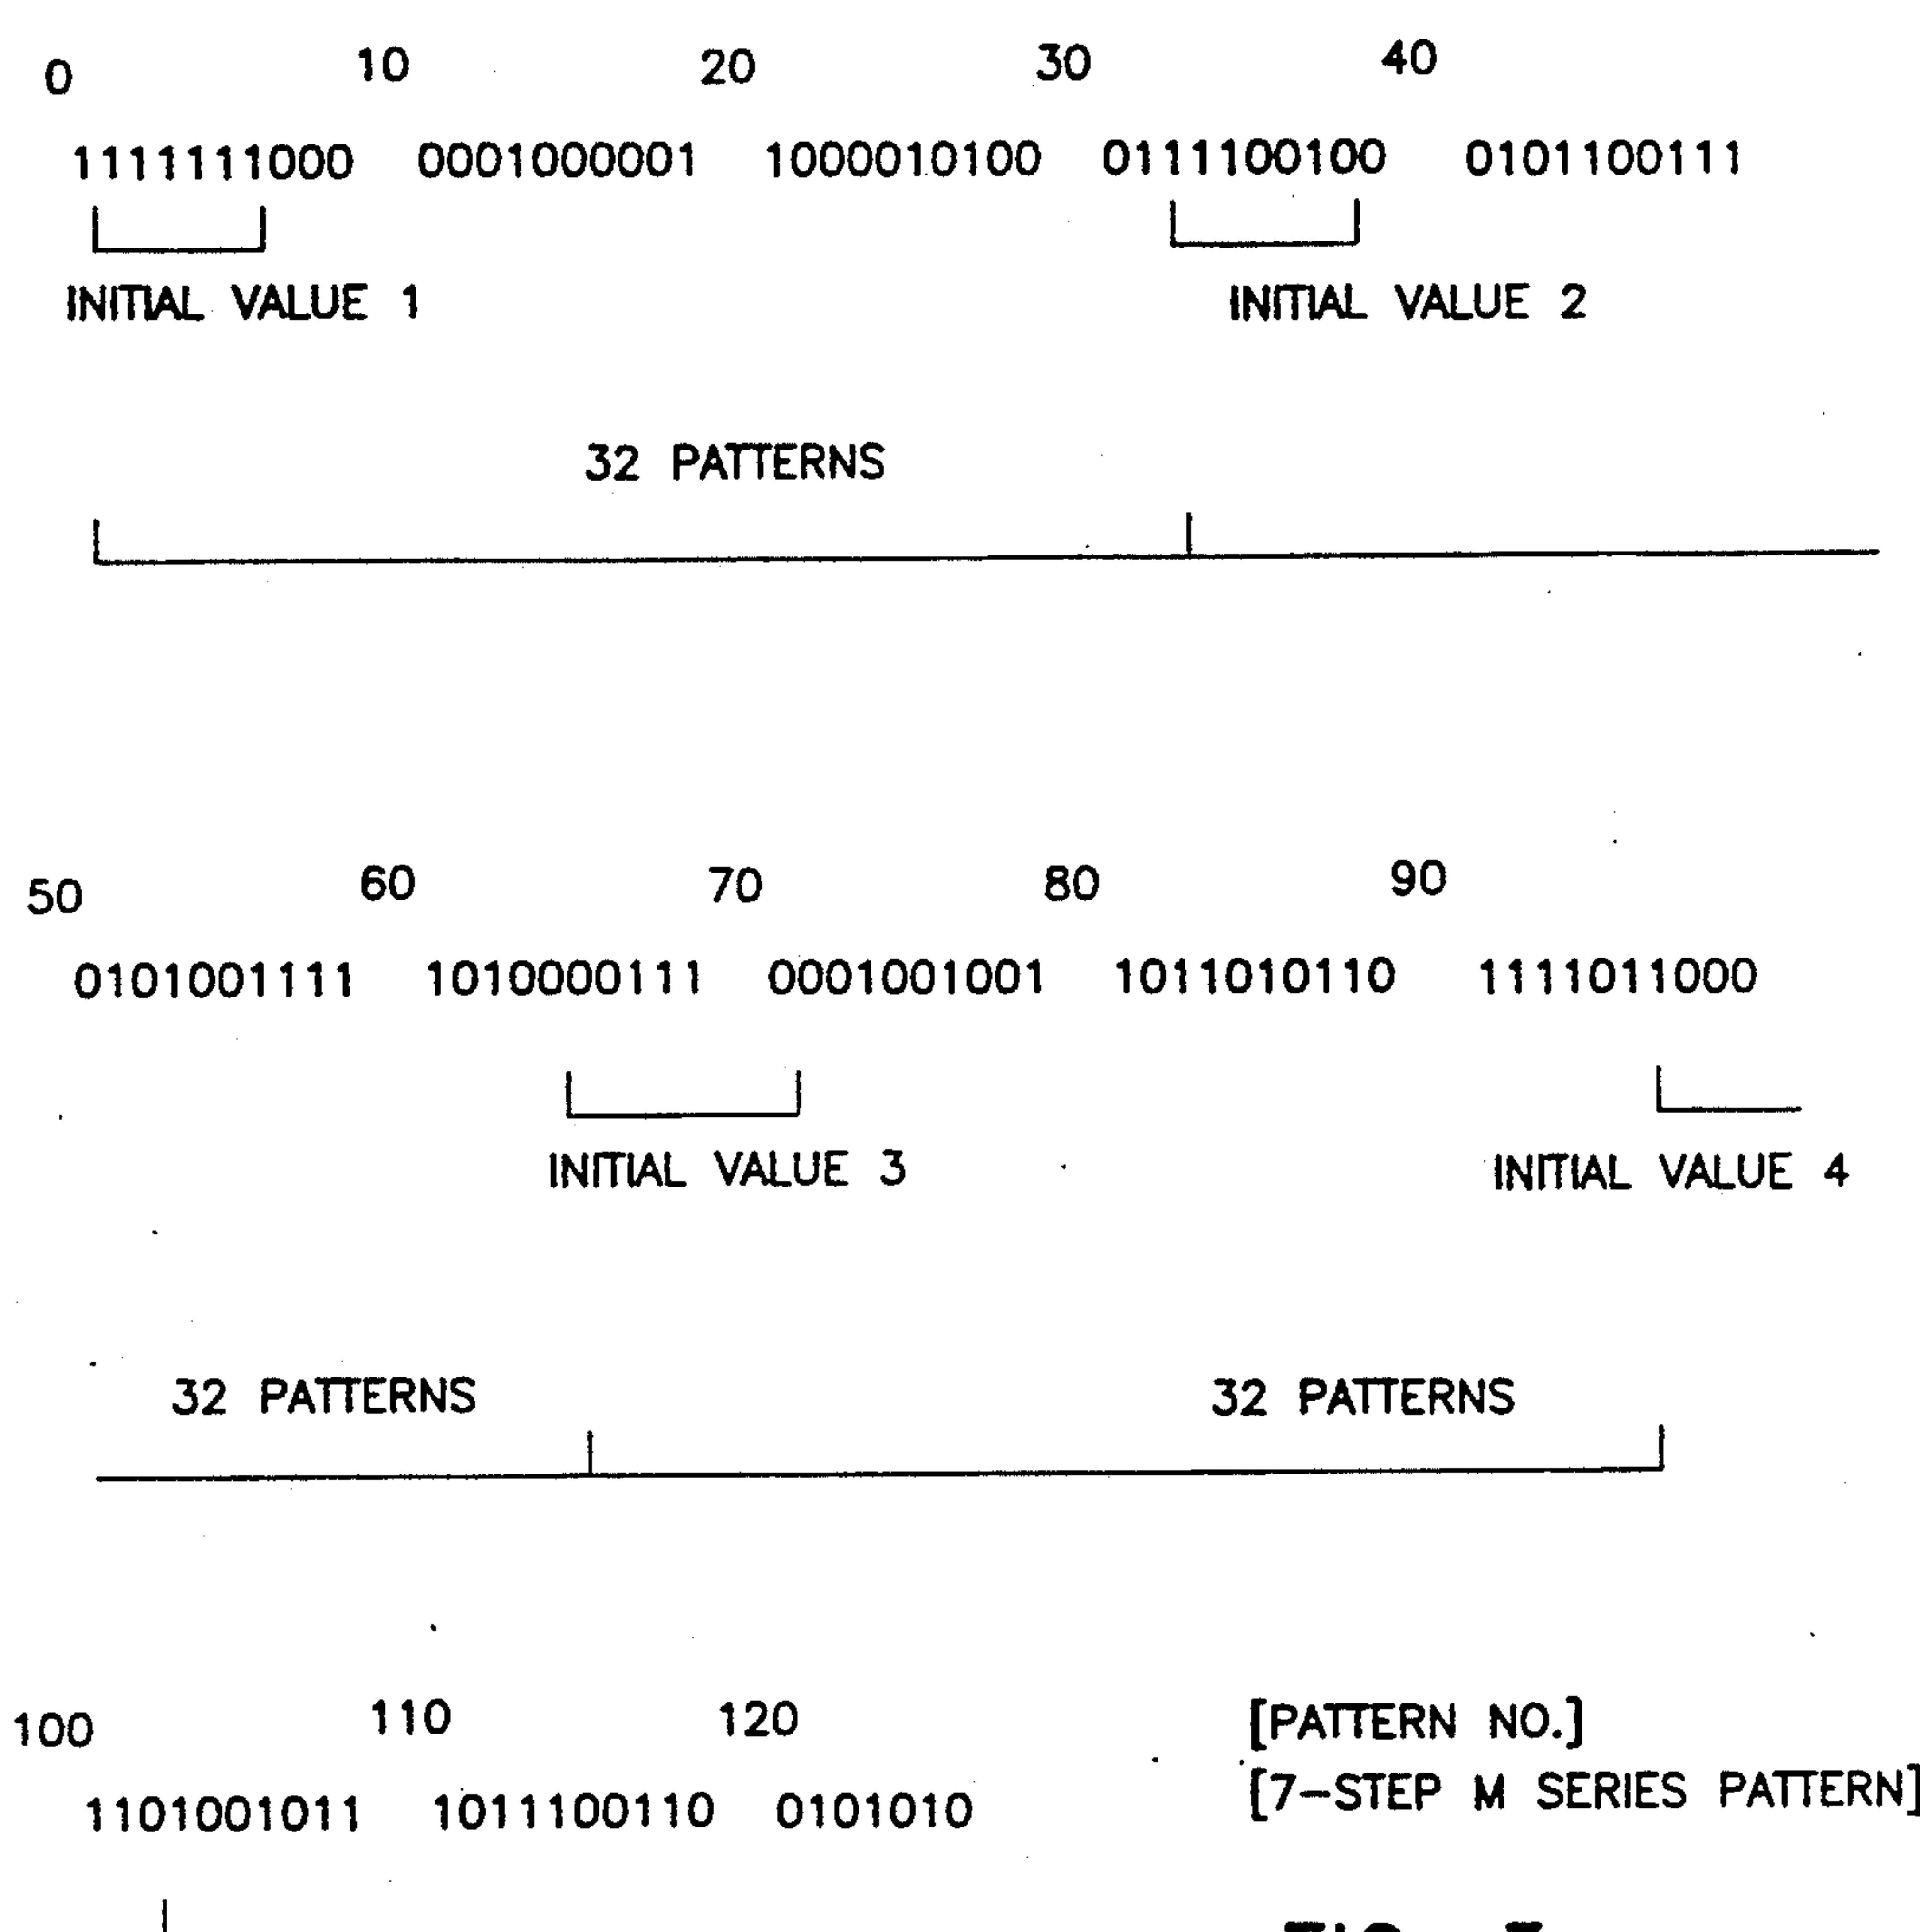 0 10 20 30 40
1111111000 0001000001 1000010100 0111100100 0101100111
INITIAL VALUE 1 INITIAL VALUE 2
32 PATTERNS
50 60 70 80 90
0101001111 1010000111 0001001001 1011010110 1111011000
INITIAL VALUE 3 INITIAL VALUE 4
32 PATTERNS 32 PATTERNS
100 110 120 [PATTERN NO.]
[7-STEP M SERIES PATTERN]
1101001011 1011100110 0101010